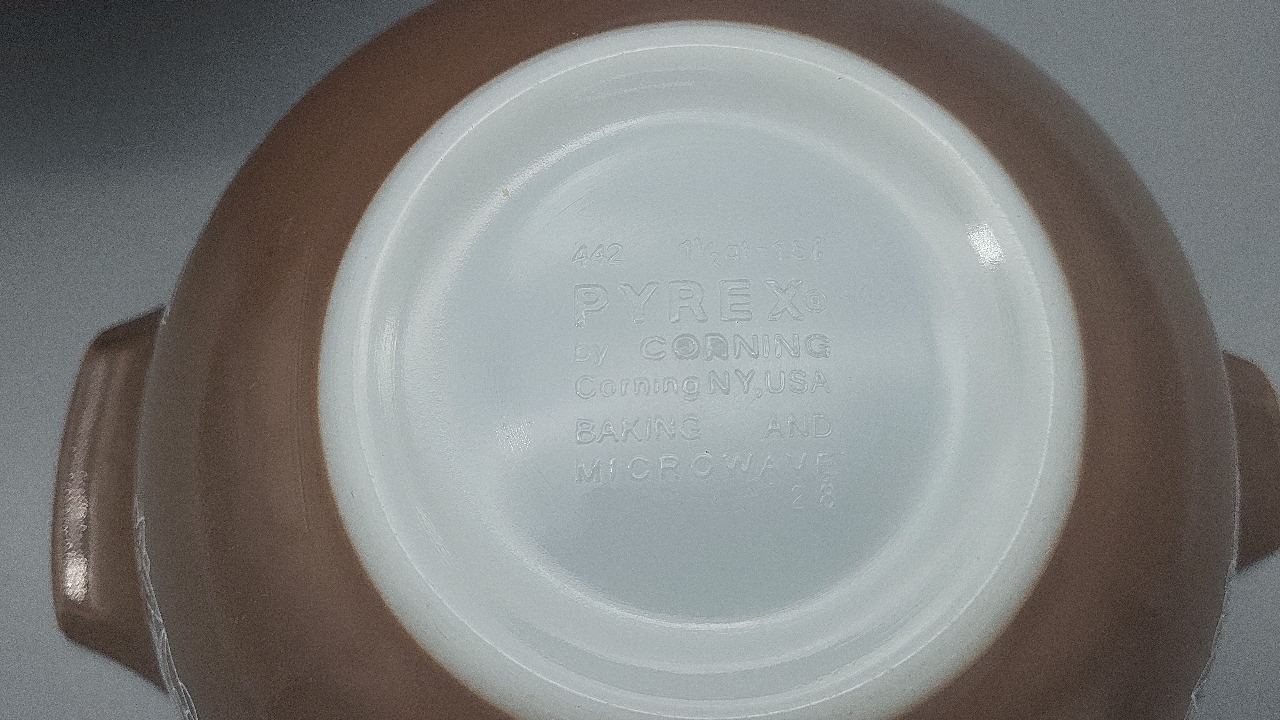 442 1½ qt-1.5 ℓ
PYREX®
by CORNING
Corning NY, USA
BAKING AND
MICROWAVE
28